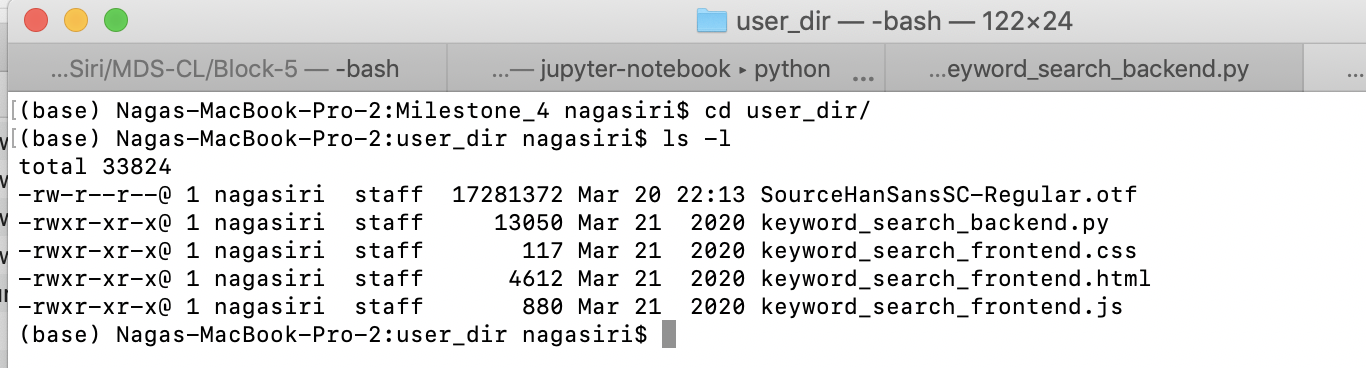 user_dir — -bash — 122×24
...Siri/MDS-CL/Block-5 — -bash ...— jupyter-notebook ▸ python ... ...eyword_search_backend.py ...
(base) Nagas-MacBook-Pro-2:Milestone_4 nagasiri$ cd user_dir/
(base) Nagas-MacBook-Pro-2:user_dir nagasiri$ ls -l
total 33824
-rw-r--r--@ 1 nagasiri  staff  17281372 Mar 20 22:13 SourceHanSansSC-Regular.otf
-rwxr-xr-x@ 1 nagasiri  staff     13050 Mar 21  2020 keyword_search_backend.py
-rwxr-xr-x@ 1 nagasiri  staff       117 Mar 21  2020 keyword_search_frontend.css
-rwxr-xr-x@ 1 nagasiri  staff      4612 Mar 21  2020 keyword_search_frontend.html
-rwxr-xr-x@ 1 nagasiri  staff       880 Mar 21  2020 keyword_search_frontend.js
(base) Nagas-MacBook-Pro-2:user_dir nagasiri$